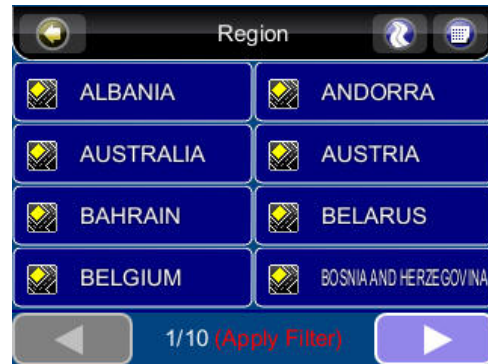 Region
ALBANIA
ANDORRA
AUSTRALIA
AUSTRIA
BAHRAIN
BELARUS
BELGIUM
BOSNIA AND HERZEGOVINA
1/10 (Apply Filter)